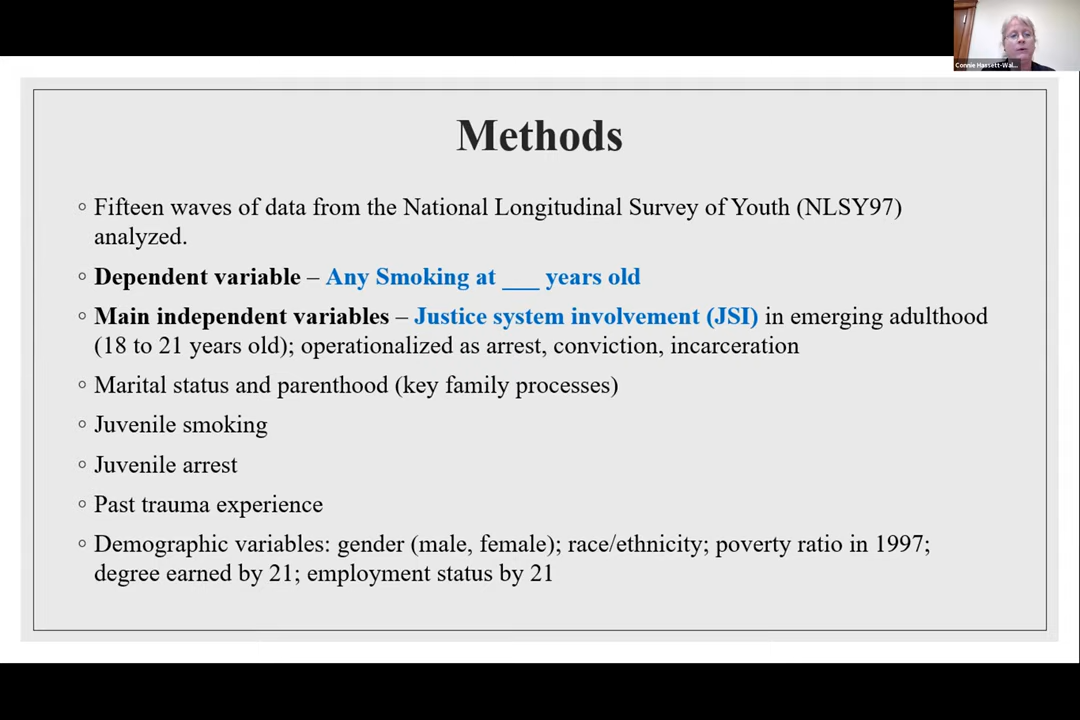 Connie Hassett-Wal...
Methods
◦ Fifteen waves of data from the National Longitudinal Survey of Youth (NLSY97)
analyzed.
◦ Dependent variable – Any Smoking at ___ years old
◦ Main independent variables – Justice system involvement (JSI) in emerging adulthood
(18 to 21 years old); operationalized as arrest, conviction, incarceration
◦ Marital status and parenthood (key family processes)
◦ Juvenile smoking
◦ Juvenile arrest
◦ Past trauma experience
◦ Demographic variables: gender (male, female); race/ethnicity; poverty ratio in 1997;
degree earned by 21; employment status by 21